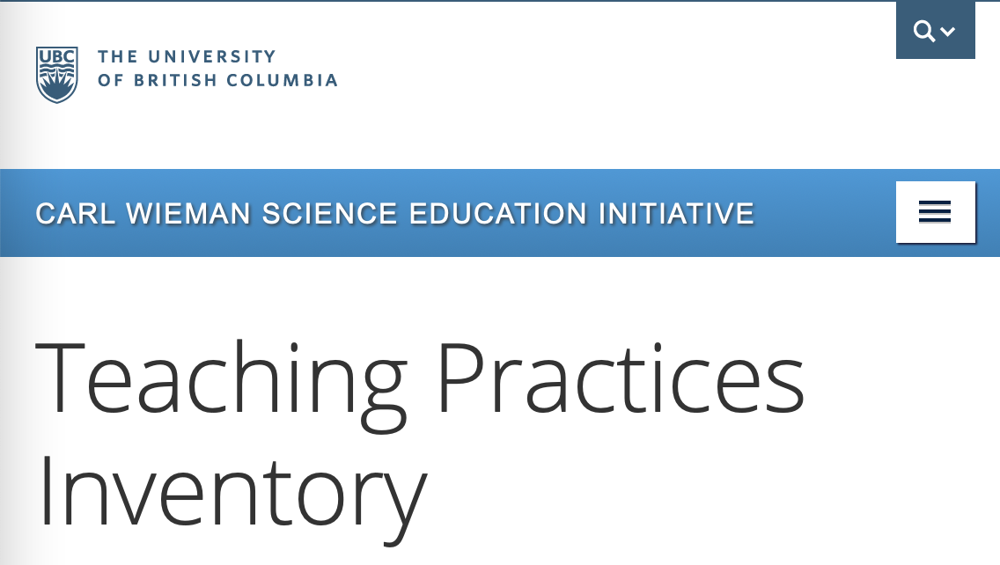 UBC
THE UNIVERSITY
OF BRITISH COLUMBIA
CARL WIEMAN SCIENCE EDUCATION INITIATIVE
Teaching Practices
Inventory